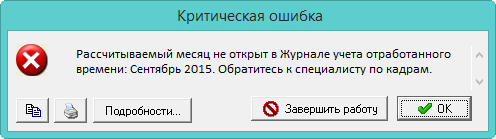 Критическая ошибка
Рассчитываемый месяц не открыт в Журнале учета отработанного
времени: Сентябрь 2015. Обратитесь к специалисту по кадрам.
Подробности...
Завершить работу
OK